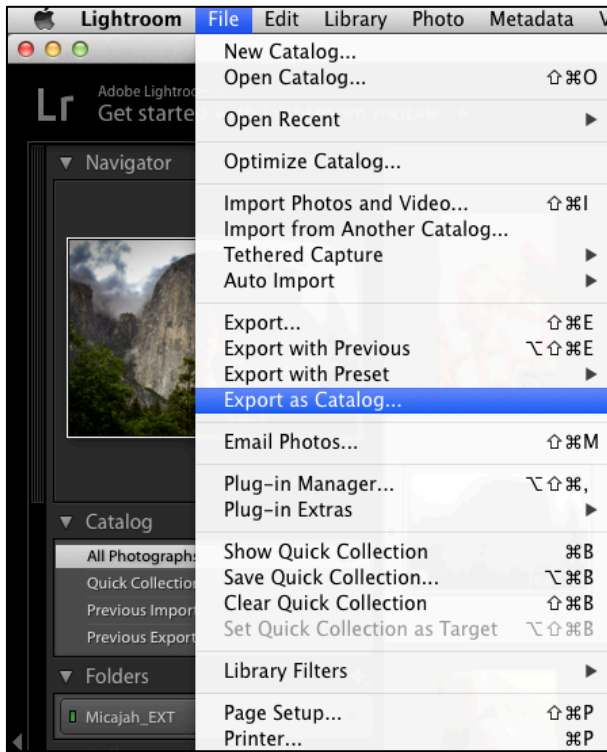 Lightroom File Edit Library Photo Metadata
New Catalog...
Open Catalog... ⇧⌘O
Lr Adobe Lightroom
Get started
Open Recent ▶
▼ Navigator
Optimize Catalog...
Import Photos and Video... ⇧⌘I
Import from Another Catalog...
Tethered Capture ▶
Auto Import ▶
Export... ⇧⌘E
Export with Previous ⌥⇧⌘E
Export with Preset ▶
Export as Catalog...
Email Photos... ⇧⌘M
Plug-in Manager... ⌥⇧⌘,
Plug-in Extras ▶
▼ Catalog
All Photographs
Quick Collection
Previous Import
Previous Export
Show Quick Collection ⌘B
Save Quick Collection... ⌥⌘B
Clear Quick Collection ⇧⌘B
Set Quick Collection as Target ⌥⇧⌘B
▼ Folders
Library Filters ▶
Micajah_EXT
Page Setup... ⇧⌘P
Printer... ⌘P